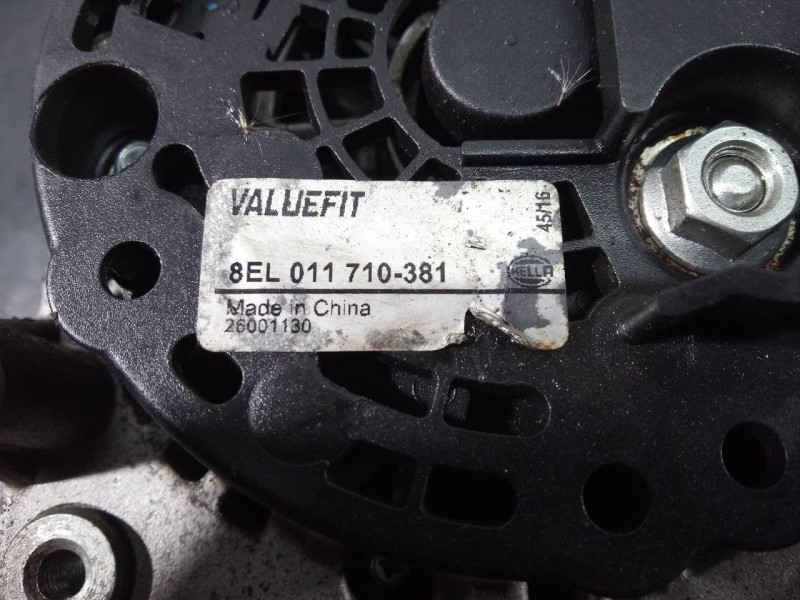 VALUEFIT
45/16
8EL 011 710-381
HELLA
Made in China
26001130